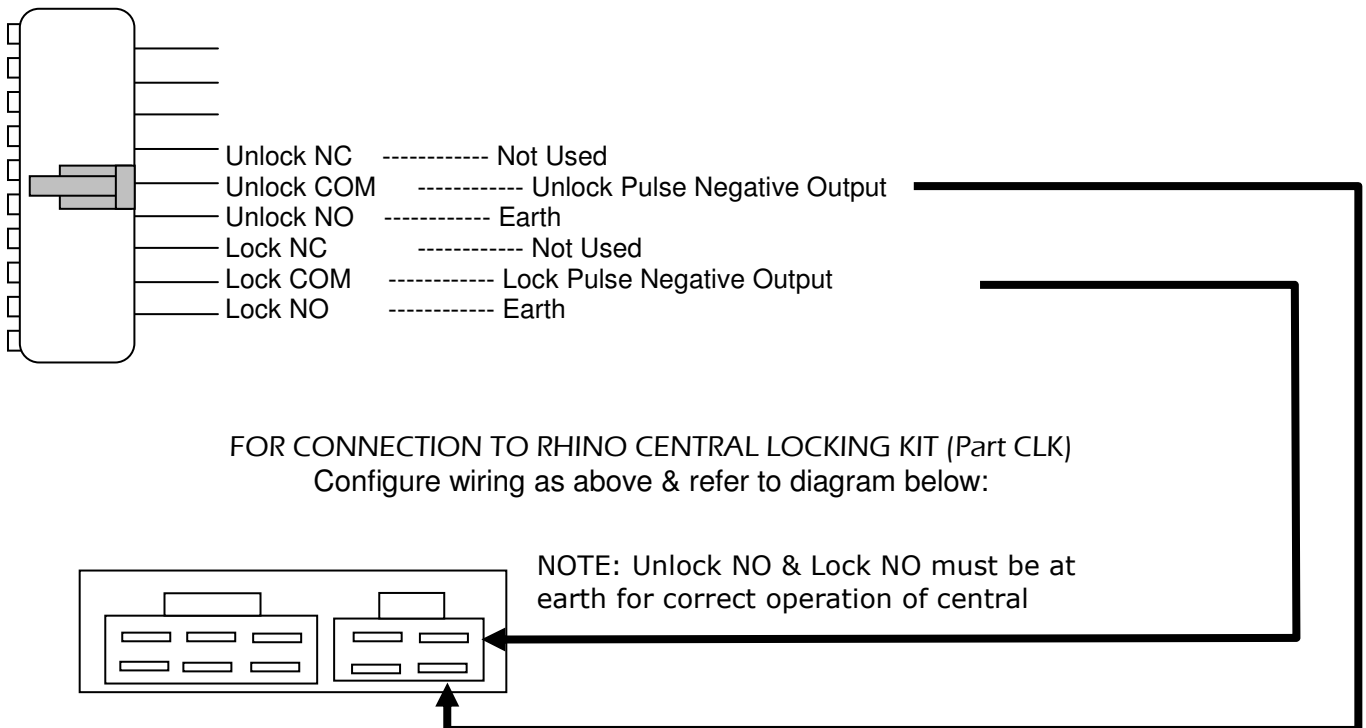 Unlock NC ------------ Not Used
Unlock COM ------------ Unlock Pulse Negative Output
Unlock NO ------------ Earth
Lock NC ------------ Not Used
Lock COM ------------ Lock Pulse Negative Output
Lock NO ------------ Earth
FOR CONNECTION TO RHINO CENTRAL LOCKING KIT (Part CLK)
Configure wiring as above & refer to diagram below:
NOTE: Unlock NO & Lock NO must be at
earth for correct operation of central